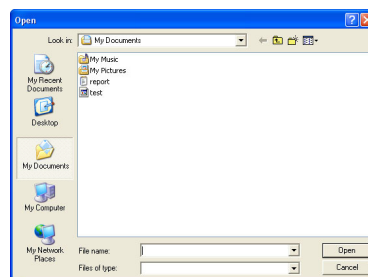 Open
Look in:
My Documents
My Recent
Documents
Desktop
My Documents
My Computer
My Network
Places
My Music
My Pictures
report
test
File name:
Open
Files of type:
Cancel